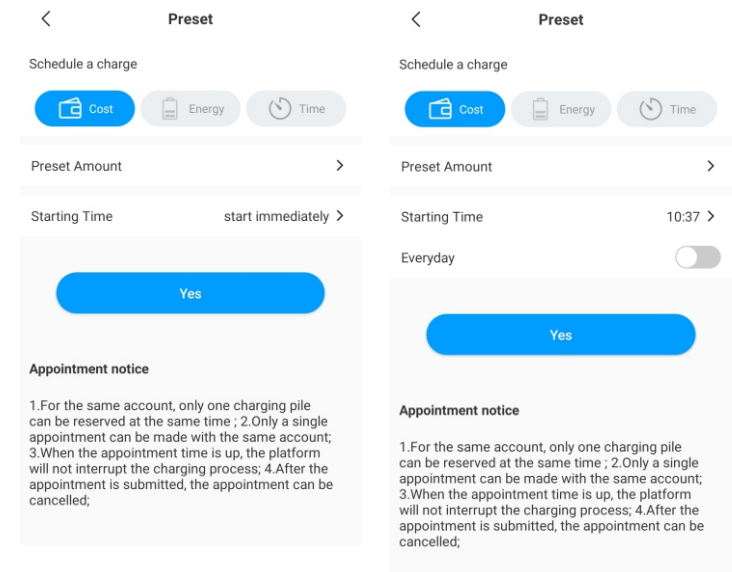 Preset
Schedule a charge
Cost
Energy
Time
Preset Amount
Starting Time
start immediately
Yes
Appointment notice
1.For the same account, only one charging pile
can be reserved at the same time ; 2.Only a single
appointment can be made with the same account;
3.When the appointment time is up, the platform
will not interrupt the charging process; 4.After the
appointment is submitted, the appointment can be
cancelled;
Preset
Schedule a charge
Cost
Energy
Time
Preset Amount
Starting Time
10:37
Everyday
Yes
Appointment notice
1.For the same account, only one charging pile
can be reserved at the same time ; 2.Only a single
appointment can be made with the same account;
3.When the appointment time is up, the platform
will not interrupt the charging process; 4.After the
appointment is submitted, the appointment can be
cancelled;